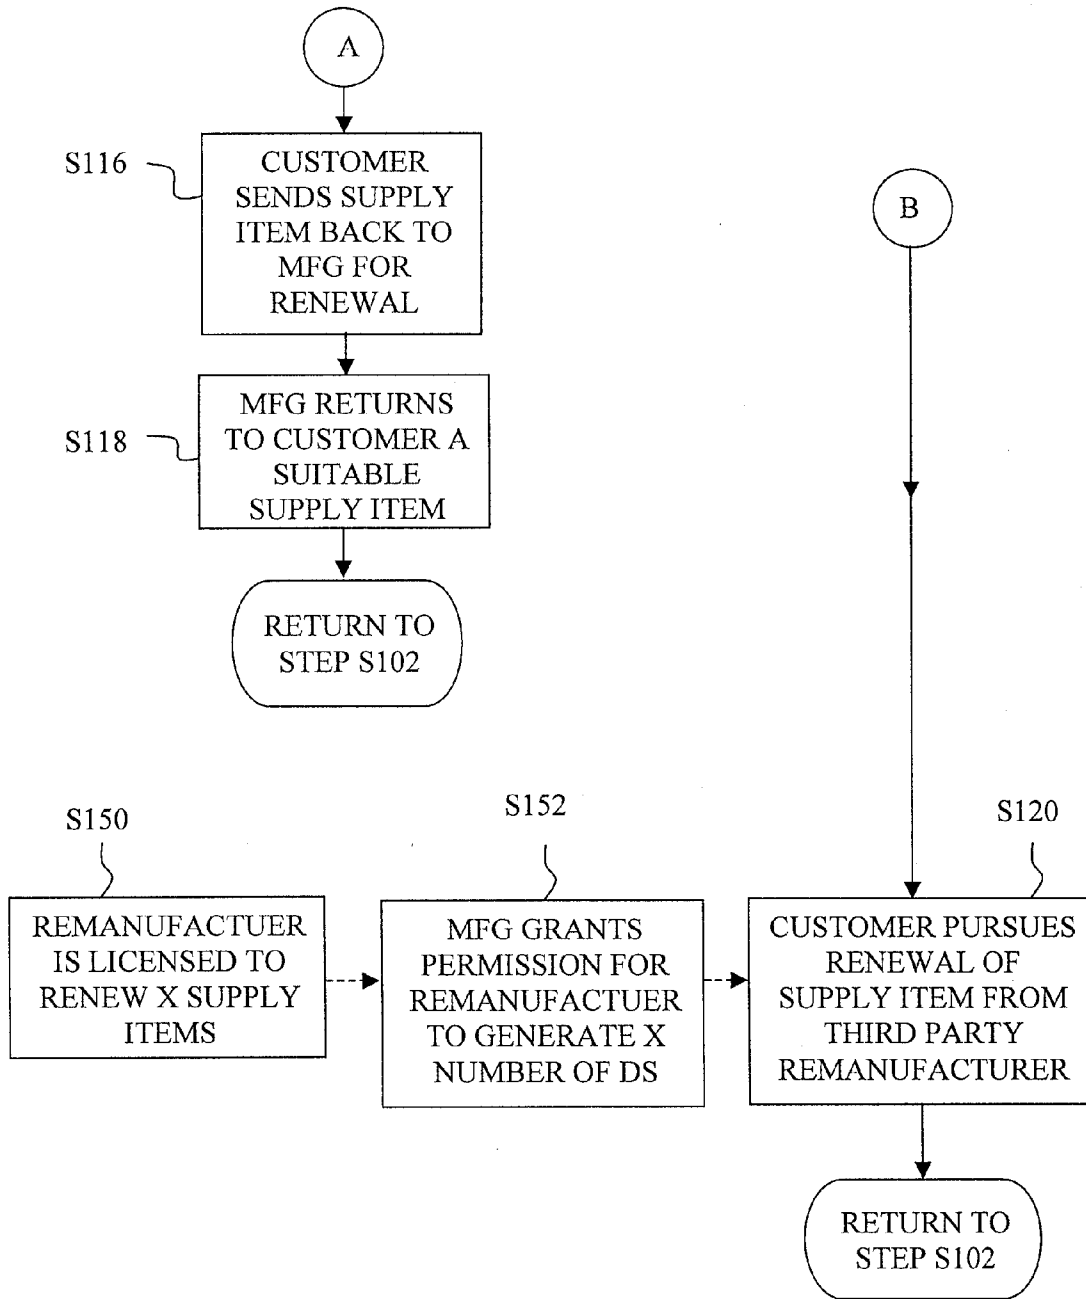 A
S116
CUSTOMER
SENDS SUPPLY
ITEM BACK TO
MFG FOR
RENEWAL
S118
MFG RETURNS
TO CUSTOMER A
SUITABLE
SUPPLY ITEM
RETURN TO
STEP S102
B
S150
REMANUFACTUER
IS LICENSED TO
RENEW X SUPPLY
ITEMS
S152
MFG GRANTS
PERMISSION FOR
REMANUFACTUER
TO GENERATE X
NUMBER OF DS
S120
CUSTOMER PURSUES
RENEWAL OF
SUPPLY ITEM FROM
THIRD PARTY
REMANUFACTURER
RETURN TO
STEP S102